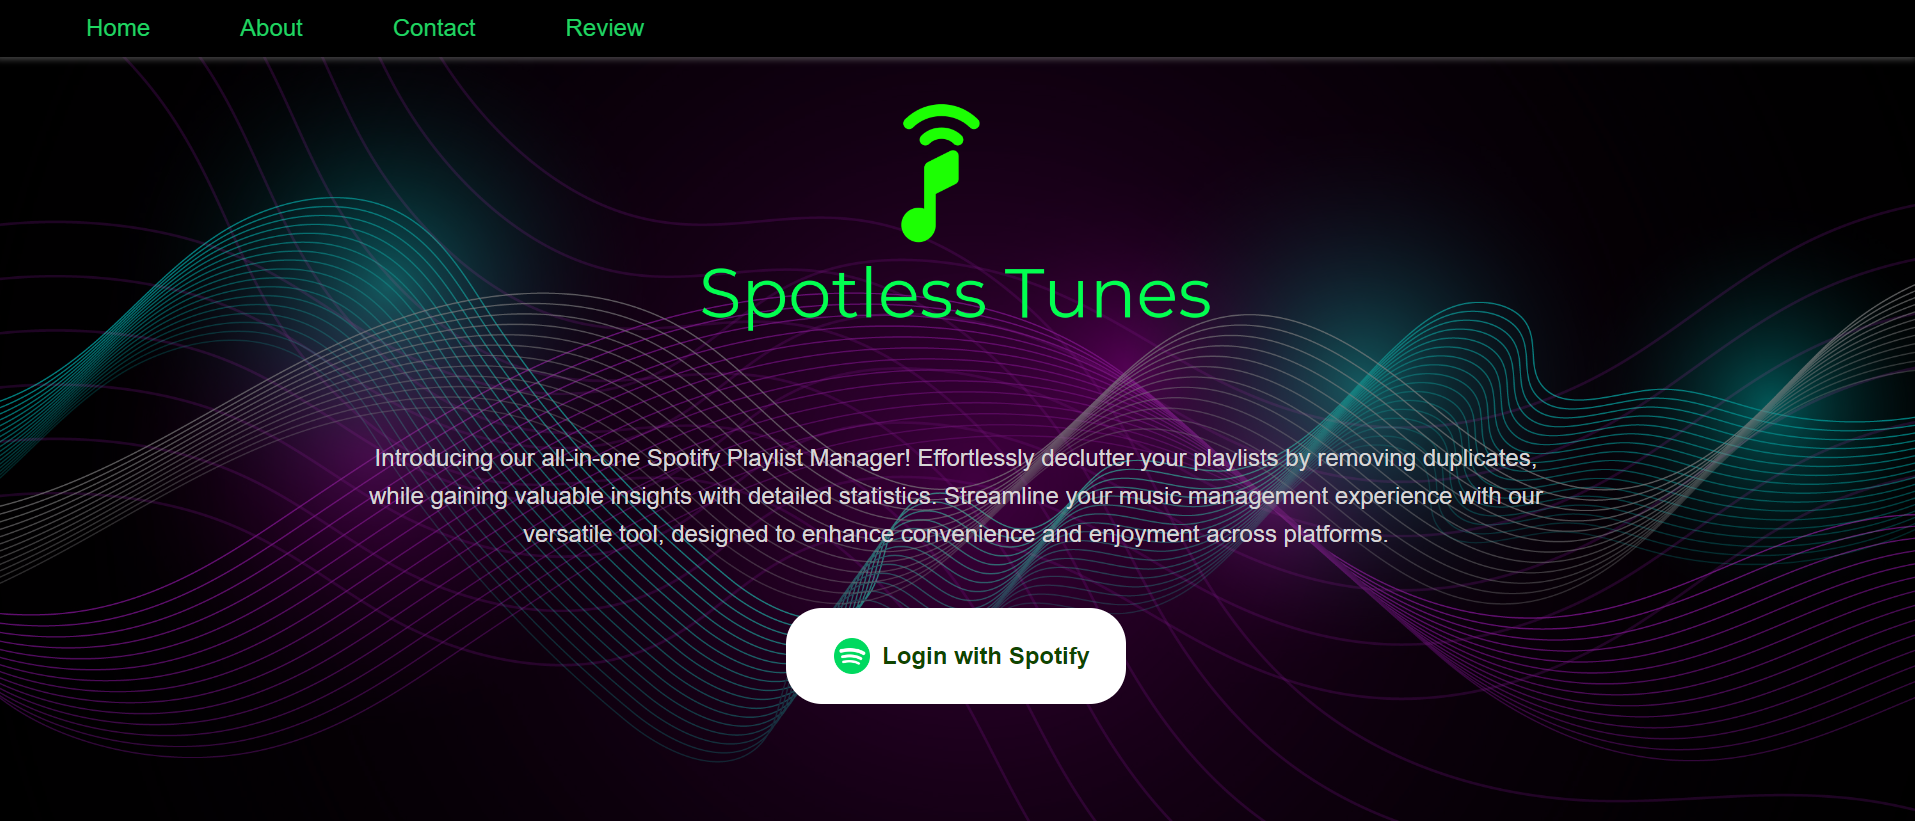 Home About Contact Review
Spotless Tunes
Introducing our all-in-one Spotify Playlist Manager! Effortlessly declutter your playlists by removing duplicates,
while gaining valuable insights with detailed statistics. Streamline your music management experience with our
versatile tool, designed to enhance convenience and enjoyment across platforms.
Login with Spotify